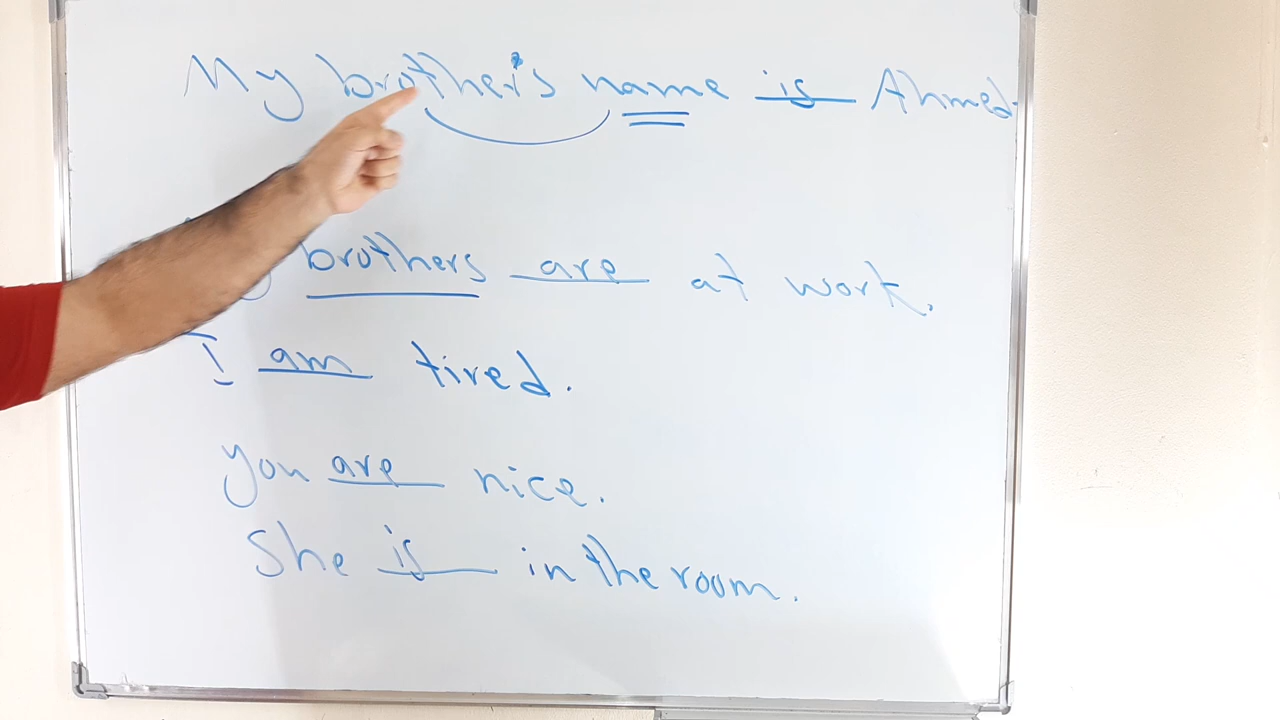 My brother's name is Ahmed.
brothers are at work.
I am tired.
you are nice.
She is in the room.